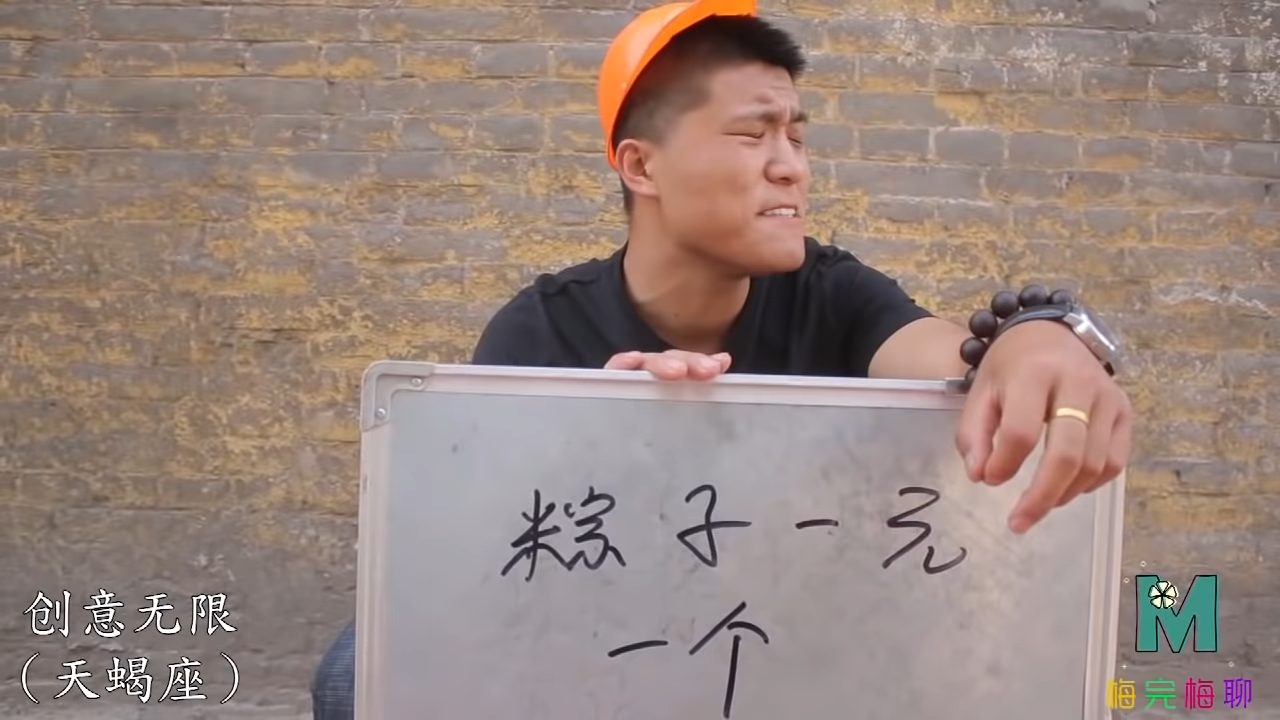 粽子一元
一个
创意无限
（天蝎座）
M
梅完梅聊